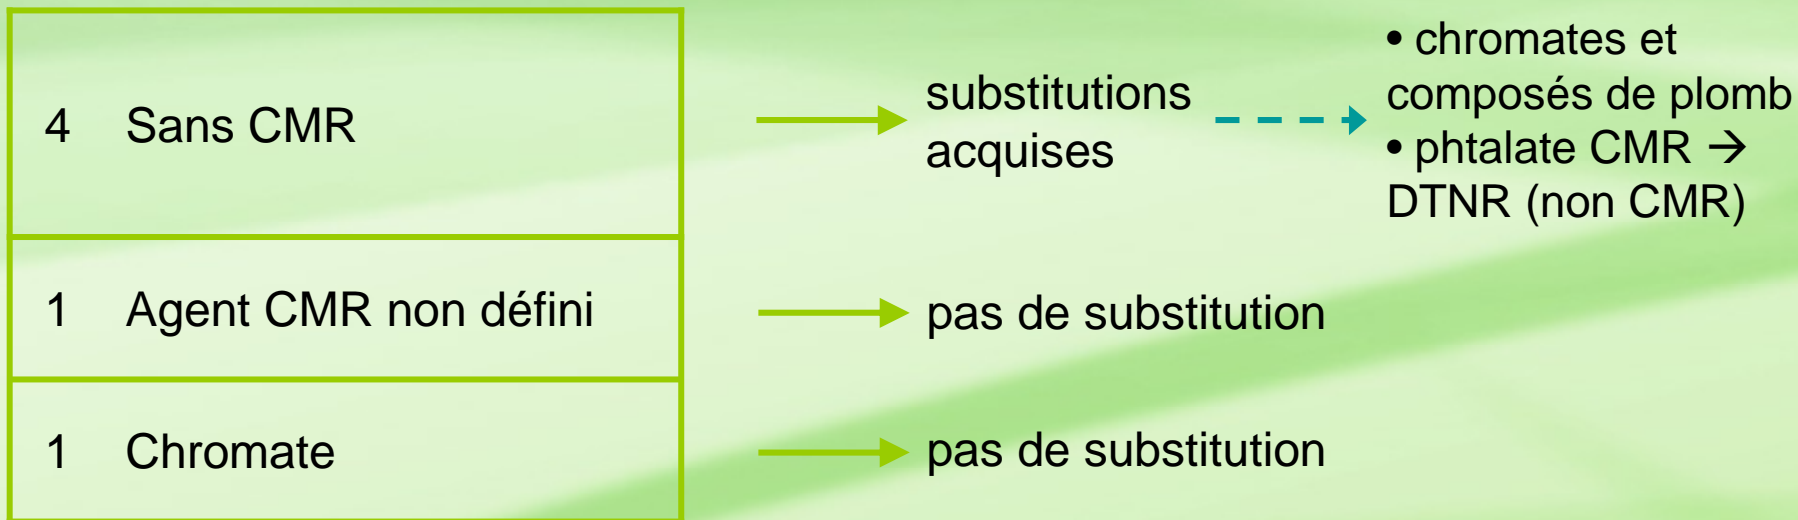 4 Sans CMR
substitutions
acquises
• chromates et
composés de plomb
• phtalate CMR →
DTNR (non CMR)
1 Agent CMR non défini
pas de substitution
1 Chromate
pas de substitution